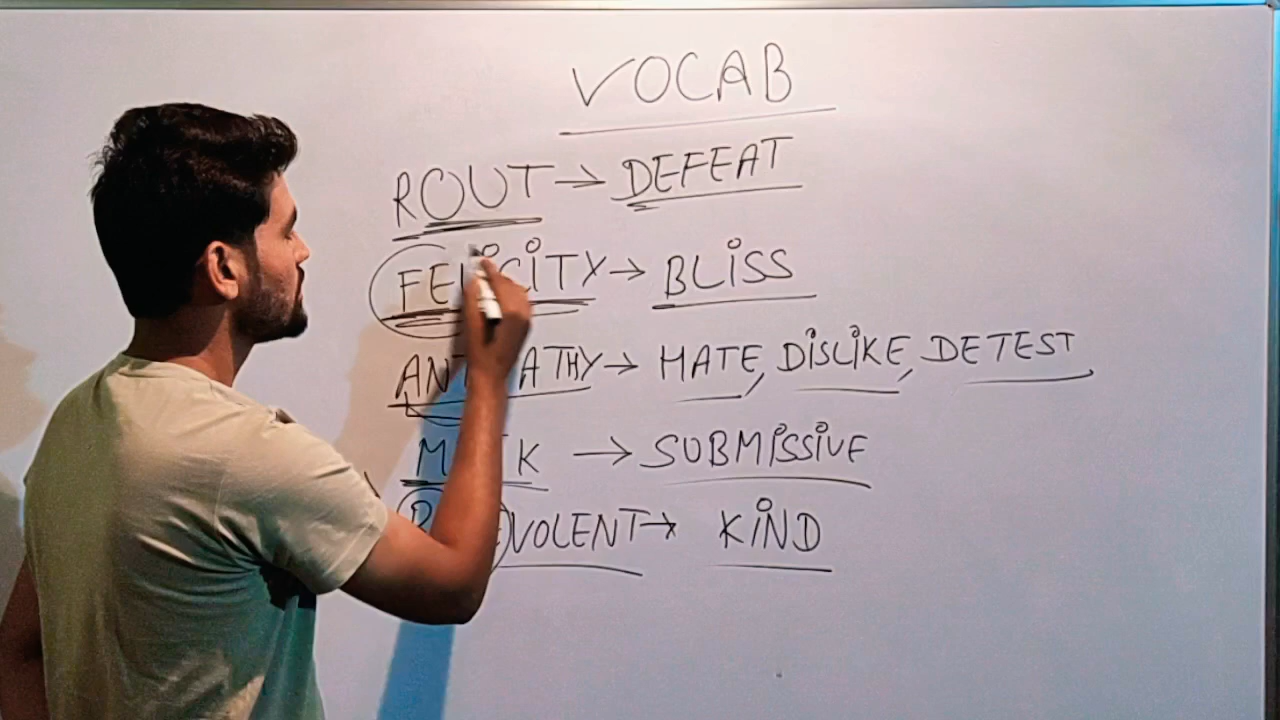 VOCAB
ROUT → DEFEAT
FELICITY → BLISS
ANTIPATHY → HATE, DISLIKE, DETEST
MEEK → SUBMISSIVE
BENEVOLENT → KIND